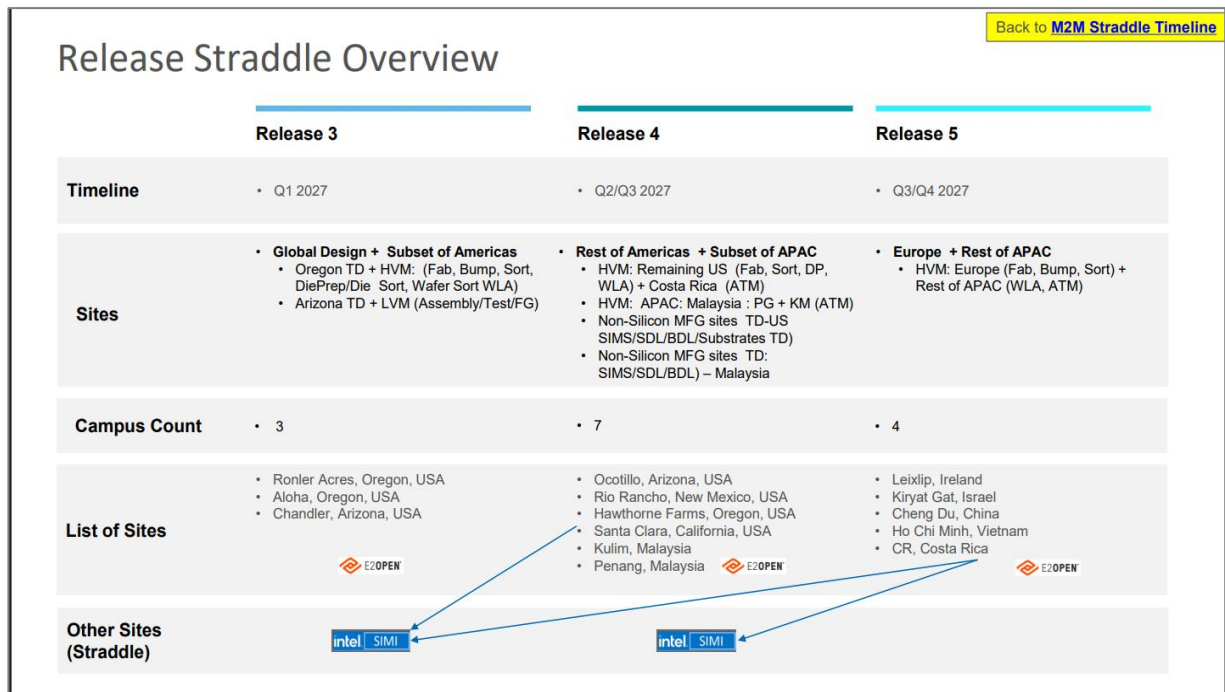 Back to M2M Straddle Timeline
Release Straddle Overview
Release 3
Release 4
Release 5
Timeline
• Q1 2027
• Q2/Q3 2027
• Q3/Q4 2027
Sites
• Global Design + Subset of Americas
• Oregon TD + HVM: (Fab, Bump, Sort,
DiePrep/Die Sort, Wafer Sort WLA)
• Arizona TD + LVM (Assembly/Test/FG)
• Rest of Americas + Subset of APAC
• HVM: Remaining US (Fab, Sort, DP,
WLA) + Costa Rica (ATM)
• HVM: APAC: Malaysia : PG + KM (ATM)
• Non-Silicon MFG sites TD-US
SIMS/SDL/BDL/Substrates TD)
• Non-Silicon MFG sites TD:
SIMS/SDL/BDL) – Malaysia
• Europe + Rest of APAC
• HVM: Europe (Fab, Bump, Sort) +
Rest of APAC (WLA, ATM)
Campus Count
• 3
• 7
• 4
List of Sites
• Ronler Acres, Oregon, USA
• Aloha, Oregon, USA
• Chandler, Arizona, USA
E2OPEN
• Ocotillo, Arizona, USA
• Rio Rancho, New Mexico, USA
• Hawthorne Farms, Oregon, USA
• Santa Clara, California, USA
• Kulim, Malaysia
• Penang, Malaysia
E2OPEN
• Leixlip, Ireland
• Kiryat Gat, Israel
• Cheng Du, China
• Ho Chi Minh, Vietnam
• CR, Costa Rica
E2OPEN
Other Sites
(Straddle)
intel SIMI
intel SIMI